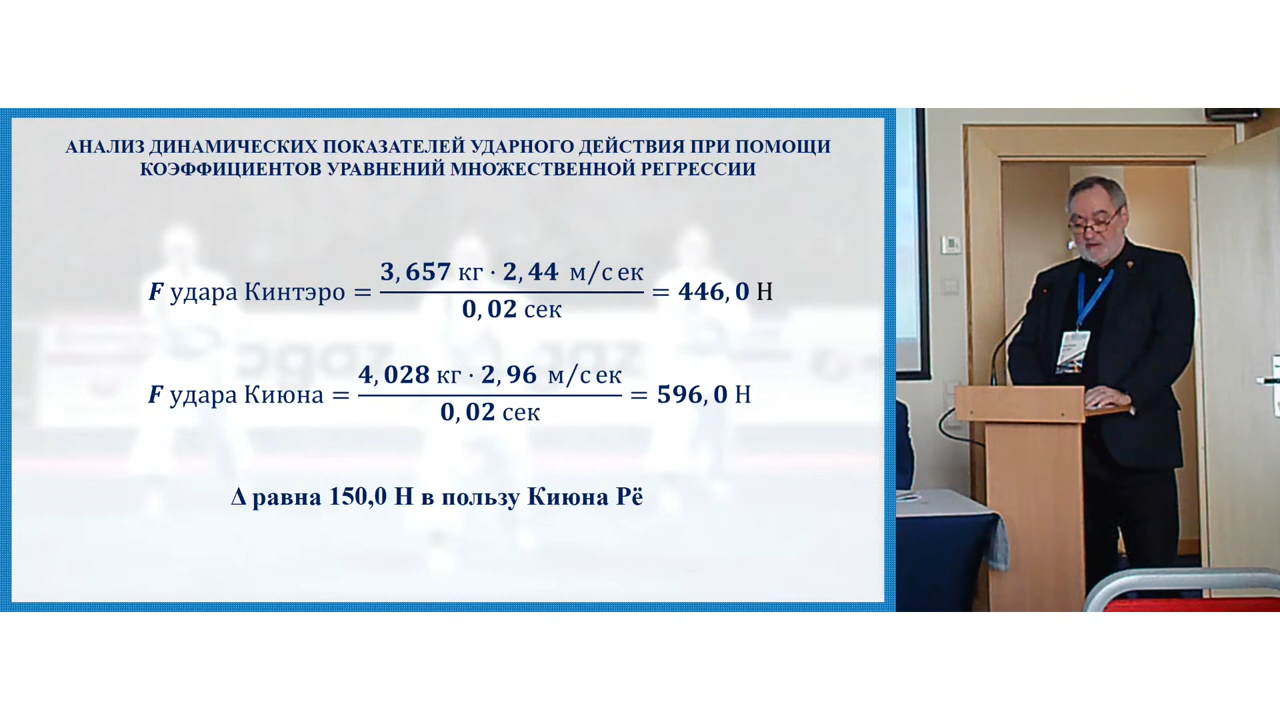 АНАЛИЗ ДИНАМИЧЕСКИХ ПОКАЗАТЕЛЕЙ УДАРНОГО ДЕЙСТВИЯ ПРИ ПОМОЩИ
КОЭФФИЦИЕНТОВ УРАВНЕНИЙ МНОЖЕСТВЕННОЙ РЕГРЕССИИ
F удара Кинтэро = 3,657 кг · 2,44 м/с ек / 0,02 сек = 446,0 Н
F удара Киюна = 4,028 кг · 2,96 м/с ек / 0,02 сек = 596,0 Н
Δ равна 150,0 Н в пользу Киюна Рё